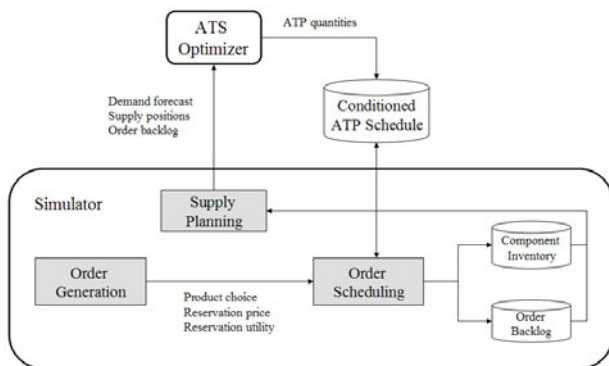 ATS
Optimizer
ATP quantities
Conditioned
ATP Schedule
Demand forecast
Supply positions
Order backlog
Simulator
Supply
Planning
Order
Generation
Product choice
Reservation price
Reservation utility
Order
Scheduling
Component
Inventory
Order
Backlog